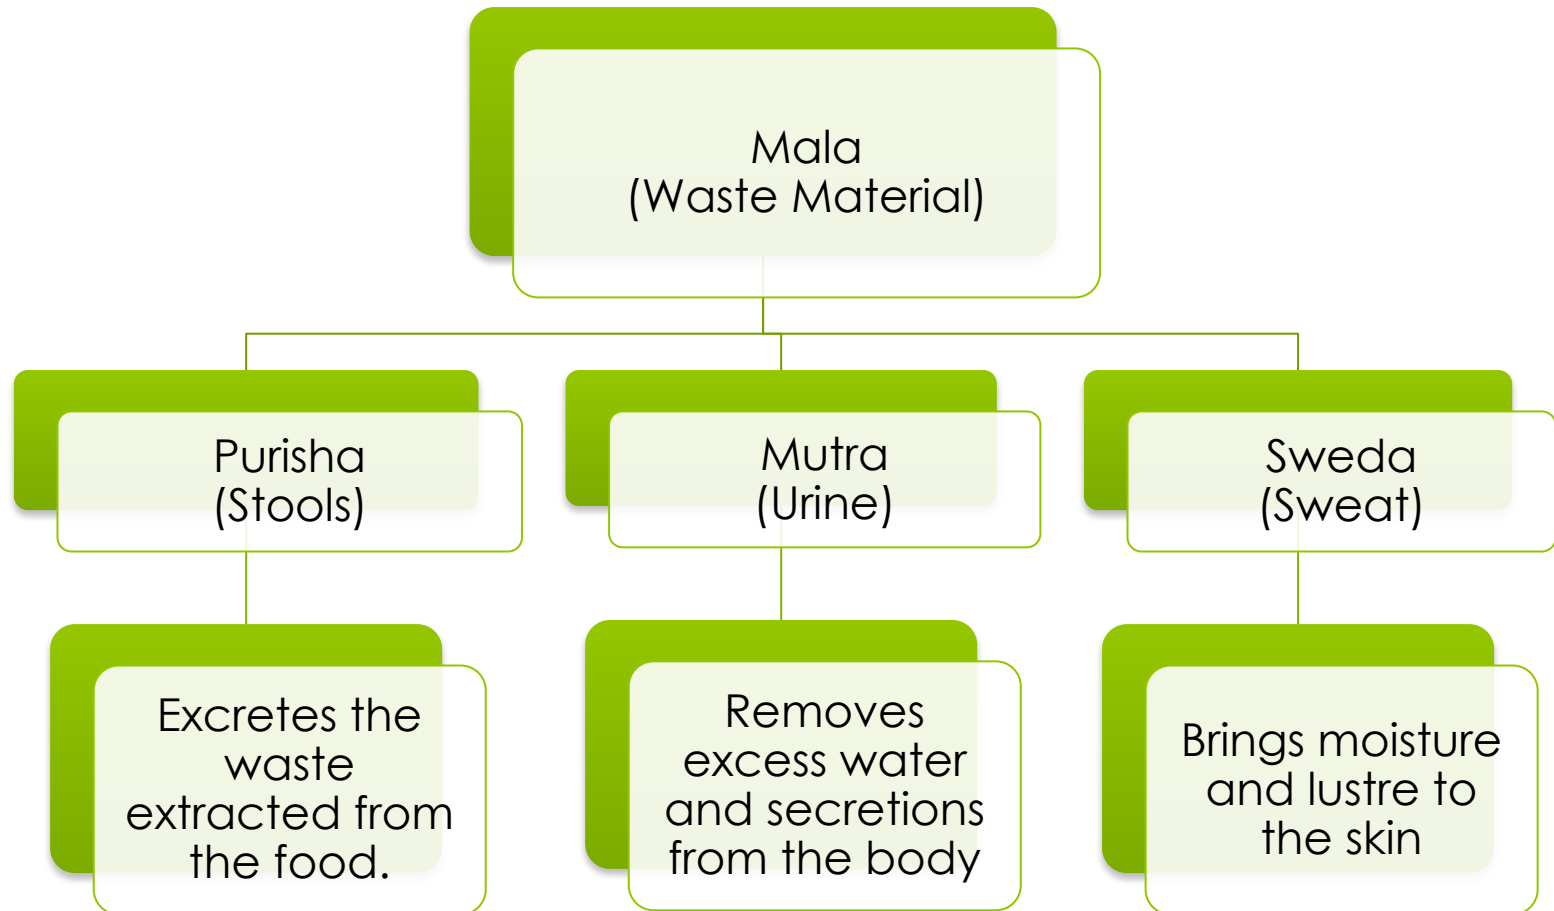 Mala
(Waste Material)
Purisha
(Stools)
Mutra
(Urine)
Sweda
(Sweat)
Excretes the
waste
extracted from
the food.
Removes
excess water
and secretions
from the body
Brings moisture
and lustre to
the skin